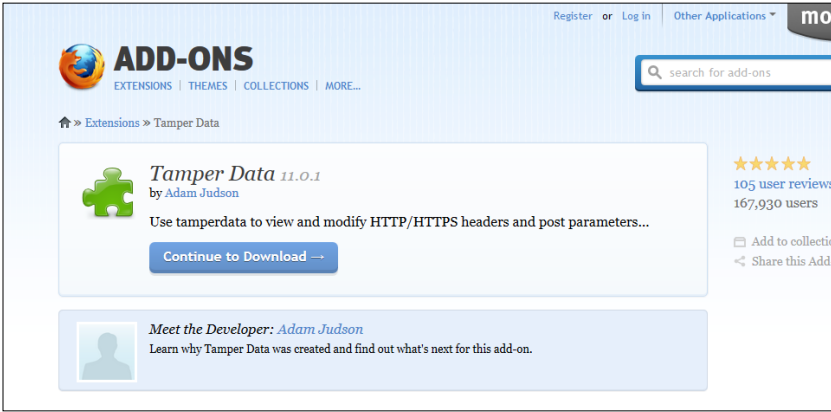 Register or Log in Other Applications
mo
ADD-ONS
EXTENSIONS | THEMES | COLLECTIONS | MORE...
search for add-ons
» Extensions » Tamper Data
Tamper Data 11.0.1
by Adam Judson
Use tamperdata to view and modify HTTP/HTTPS headers and post parameters...
Continue to Download →
105 user reviews
167,930 users
Add to collectio
Share this Add
Meet the Developer: Adam Judson
Learn why Tamper Data was created and find out what's next for this add-on.